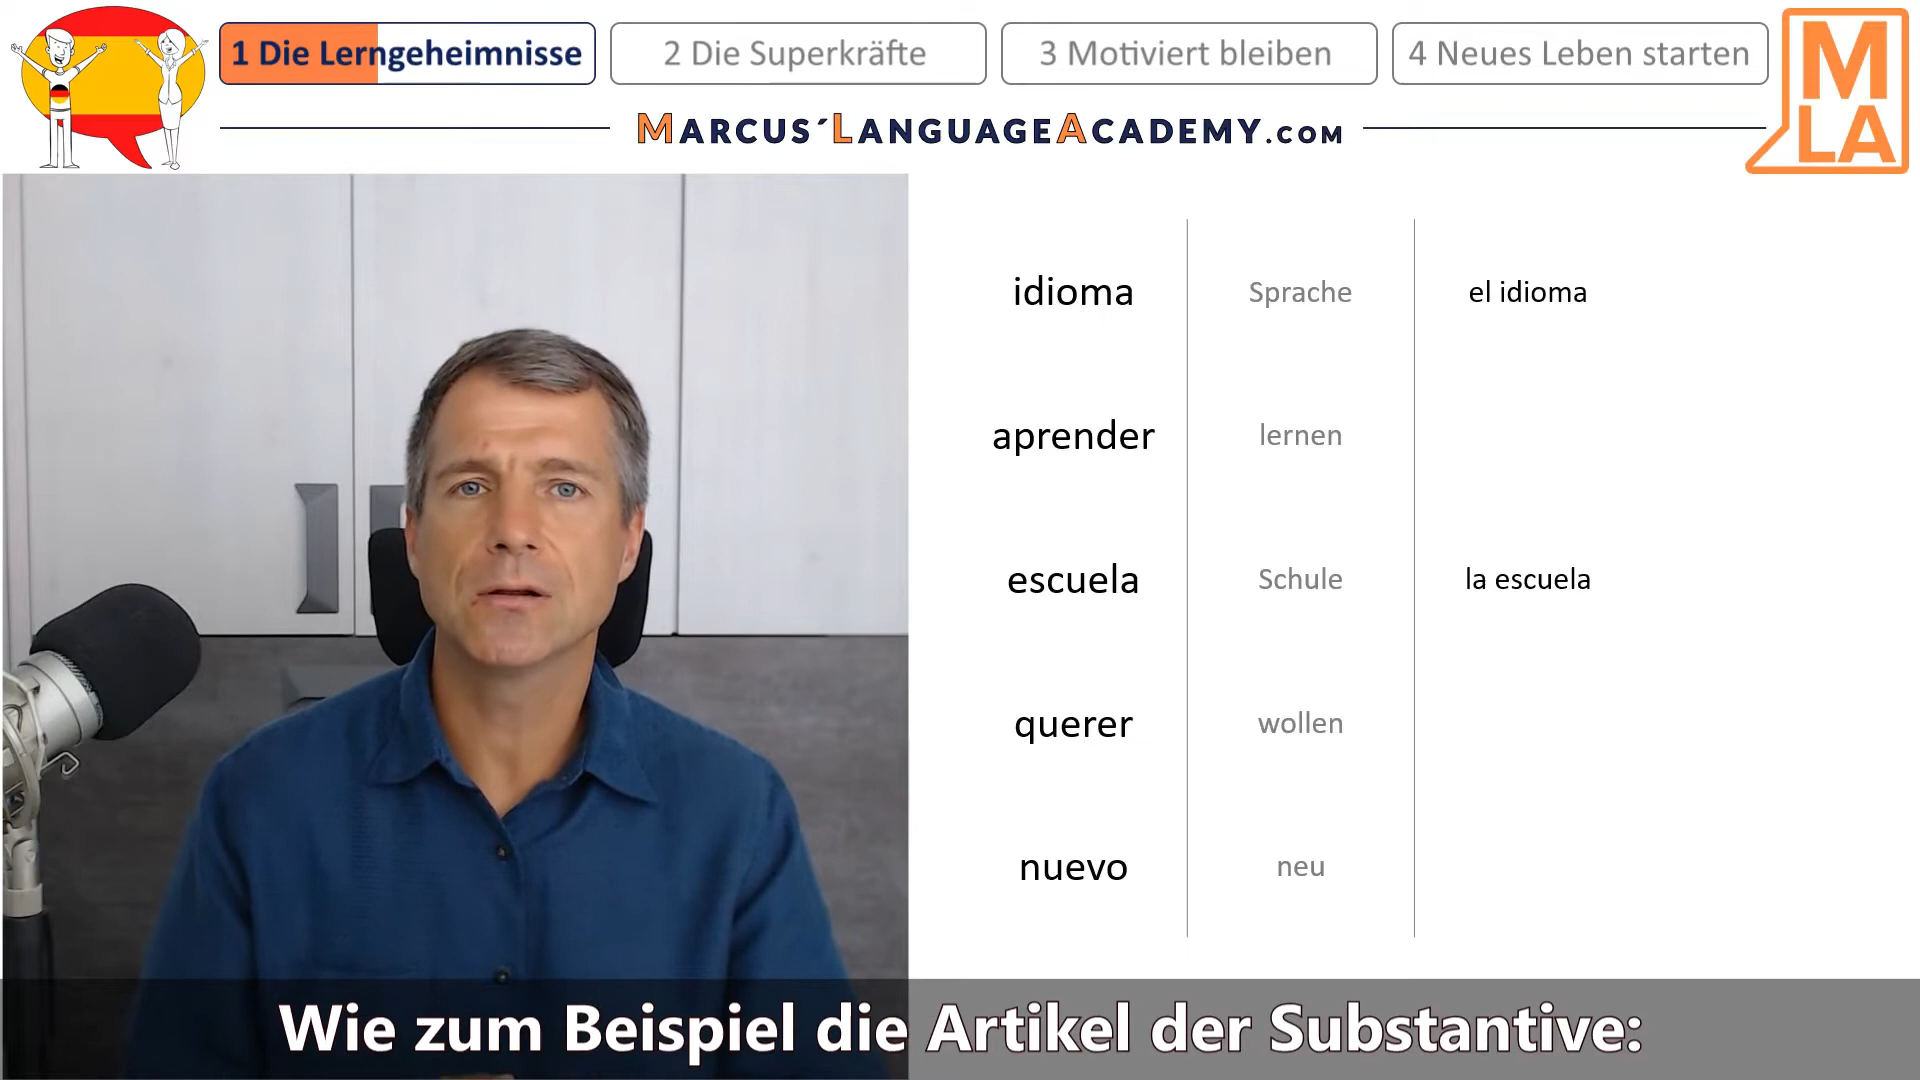 1 Die Lerngeheimnisse
2 Die Superkräfte
3 Motiviert bleiben
4 Neues Leben starten
M
LA
MARCUS´LANGUAGEACADEMY.COM
idioma Sprache el idioma
aprender lernen
escuela Schule la escuela
querer wollen
nuevo neu
Wie zum Beispiel die Artikel der Substantive: